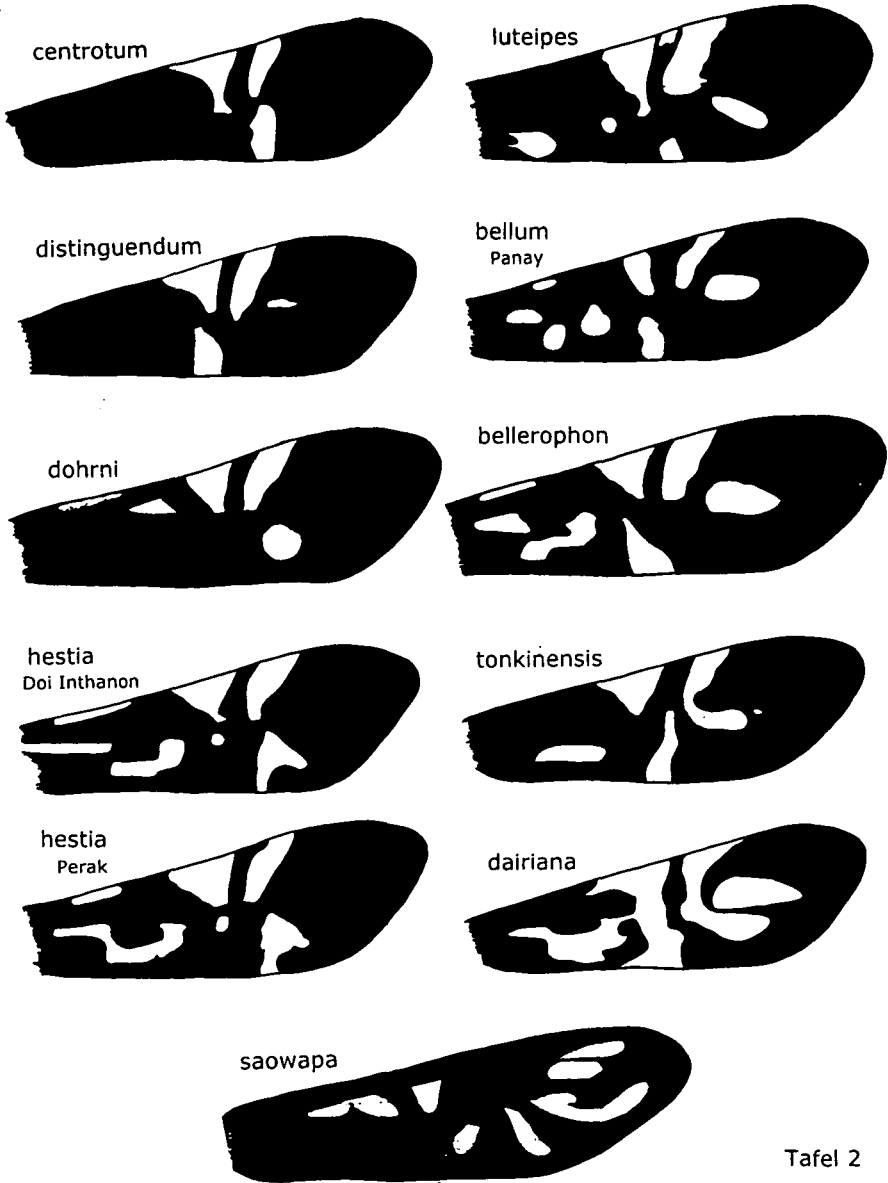 centrotum
luteipes
distinguendum
bellum
Panay
dohrni
bellerophon
hestia
Doi Inthanon
tonkinensis
hestia
Perak
dairiana
saowapa
Tafel 2